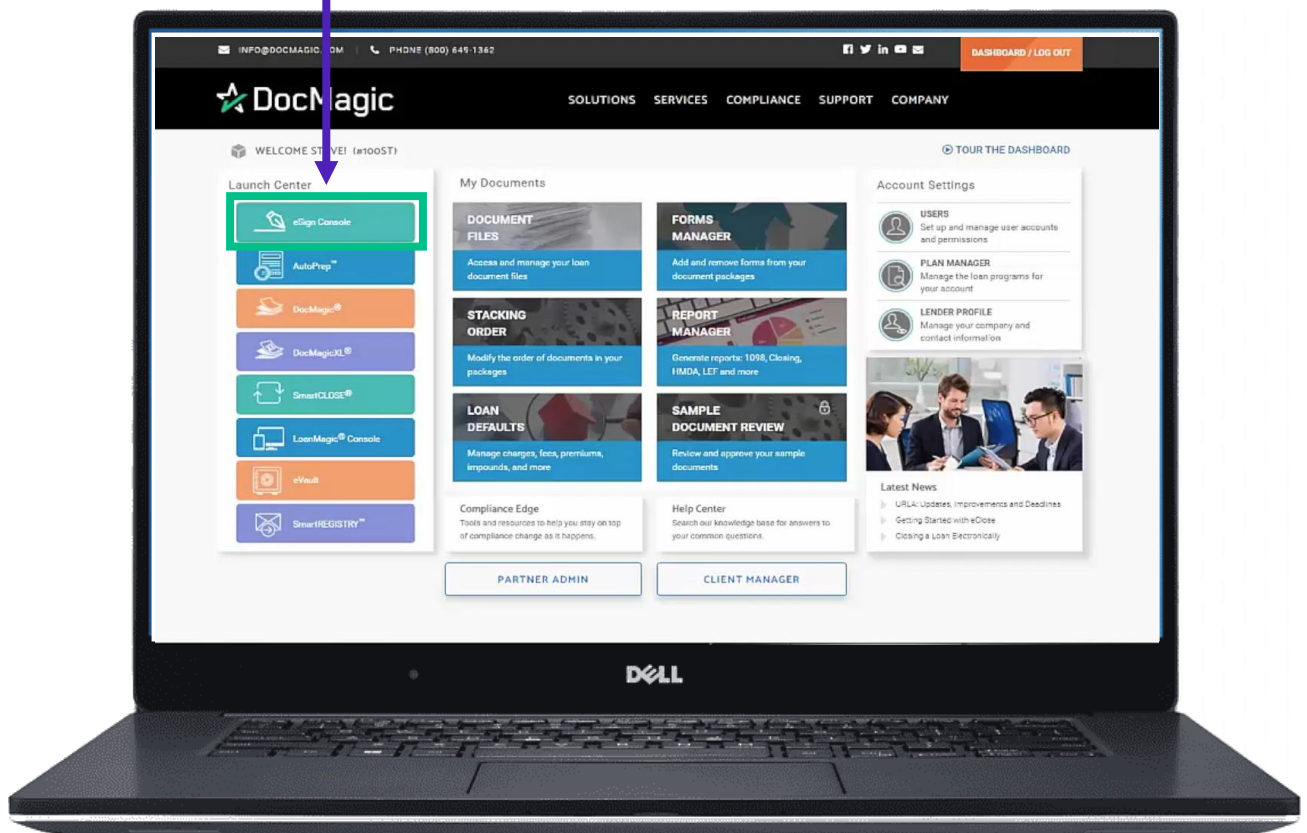 INFO@DOCMAGIC.COM | PHONE (800) 649-1362
DASHBOARD / LOG OUT
DocMagic
SOLUTIONS SERVICES COMPLIANCE SUPPORT COMPANY
WELCOME STEVE! (#100ST)
TOUR THE DASHBOARD
Launch Center
eSign Console
AutoPrep™
DocMagic®
DocMagicXL®
SmartCLOSE®
LoanMagic® Console
eVault
SmartREGISTRY™
My Documents
DOCUMENT
FILES
Access and manage your loan
document files
FORMS
MANAGER
Add and remove forms from your
document packages
STACKING
ORDER
Modify the order of documents in your
packages
REPORT
MANAGER
Generate reports: 1098, Closing,
HMDA, LEF and more
LOAN
DEFAULTS
Manage charges, fees, premiums,
impounds, and more
SAMPLE
DOCUMENT REVIEW
Review and approve your sample
documents
Compliance Edge
Tools and resources to help you stay on top
of compliance change as it happens.
Help Center
Search our knowledge base for answers to
your common questions.
PARTNER ADMIN
CLIENT MANAGER
Account Settings
USERS
Set up and manage user accounts
and permissions
PLAN MANAGER
Manage the loan programs for
your account
LENDER PROFILE
Manage your company and
contact information
Latest News
URLA: Updates, Improvements and Deadlines
Getting Started with eClose
Closing a Loan Electronically
DELL